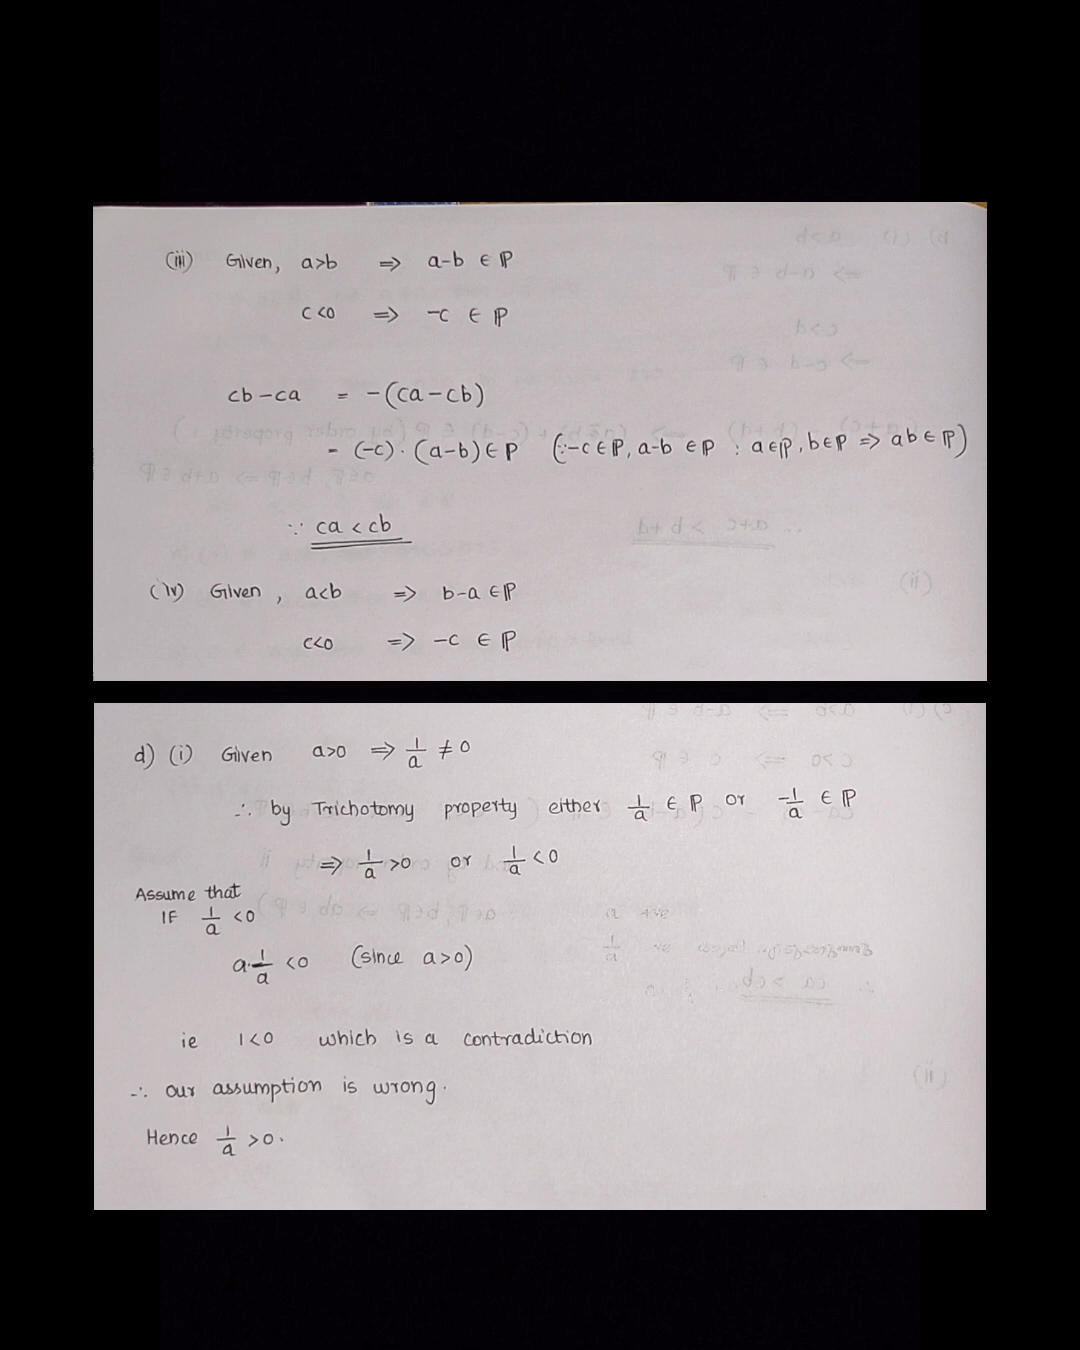 (iii) Given, a>b ⇒ a-b ∈ ℙ
c<0 ⇒ -c ∈ ℙ
cb-ca = -(ca-cb)
= (-c)·(a-b) ∈ ℙ (∵ -c ∈ ℙ, a-b ∈ ℙ : a∈ℙ, b∈ℙ ⇒ ab ∈ ℙ)
∵ ca < cb
(iv) Given, a<b ⇒ b-a ∈ ℙ
c<0 ⇒ -c ∈ ℙ
d) (i) Given a>0 ⇒ 1/a ≠ 0
∴ by Trichotomy property either 1/a ∈ ℙ or -1/a ∈ ℙ
⇒ 1/a >0 or 1/a <0
Assume that
IF 1/a <0
a·1/a <0 (since a>0)
ie 1<0 which is a contradiction
∴ our assumption is wrong.
Hence 1/a >0.